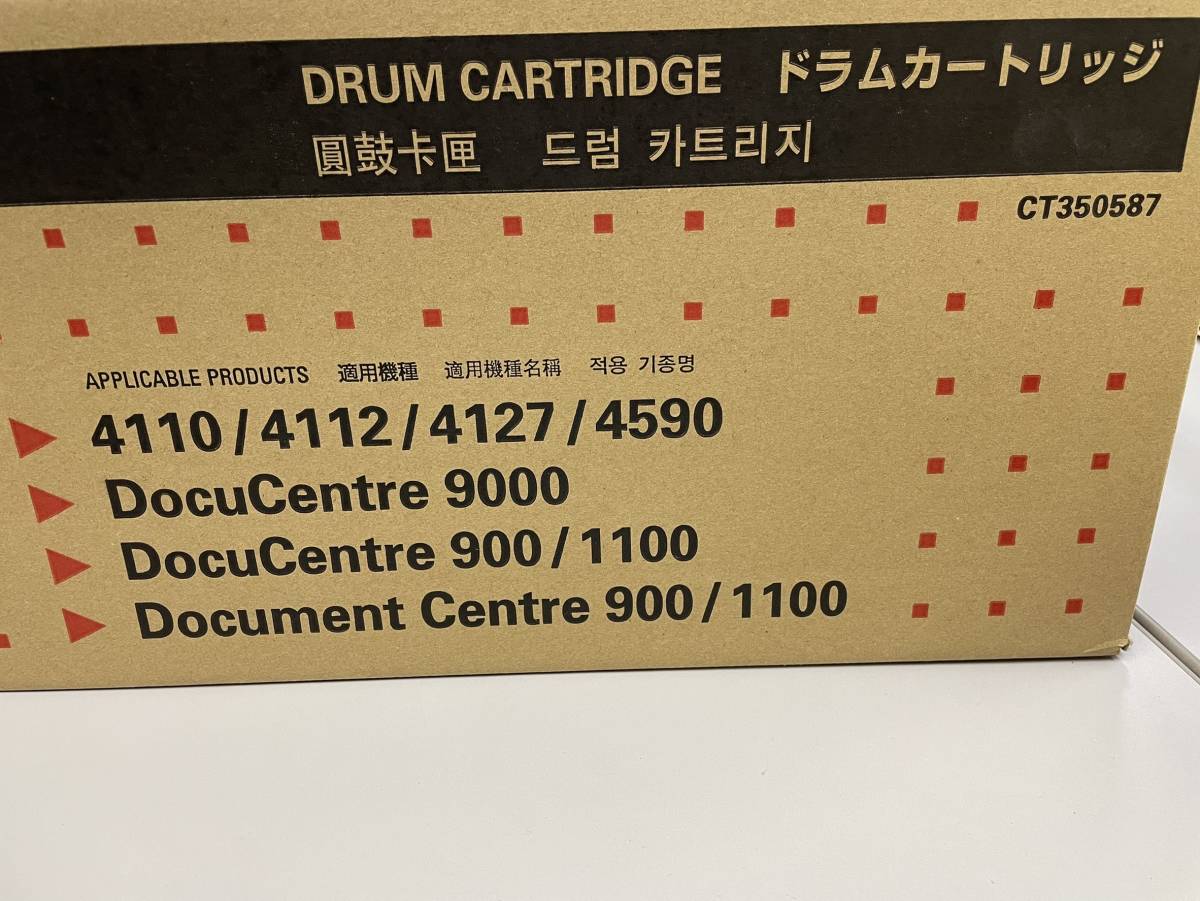 DRUM CARTRIDGE ドラムカートリッジ
圓鼓卡匣 드럼 카트리지
CT350587
APPLICABLE PRODUCTS 適用機種 適用機種名稱 적용 기종명
4110/4112/4127/4590
DocuCentre 9000
DocuCentre 900/1100
Document Centre 900/1100